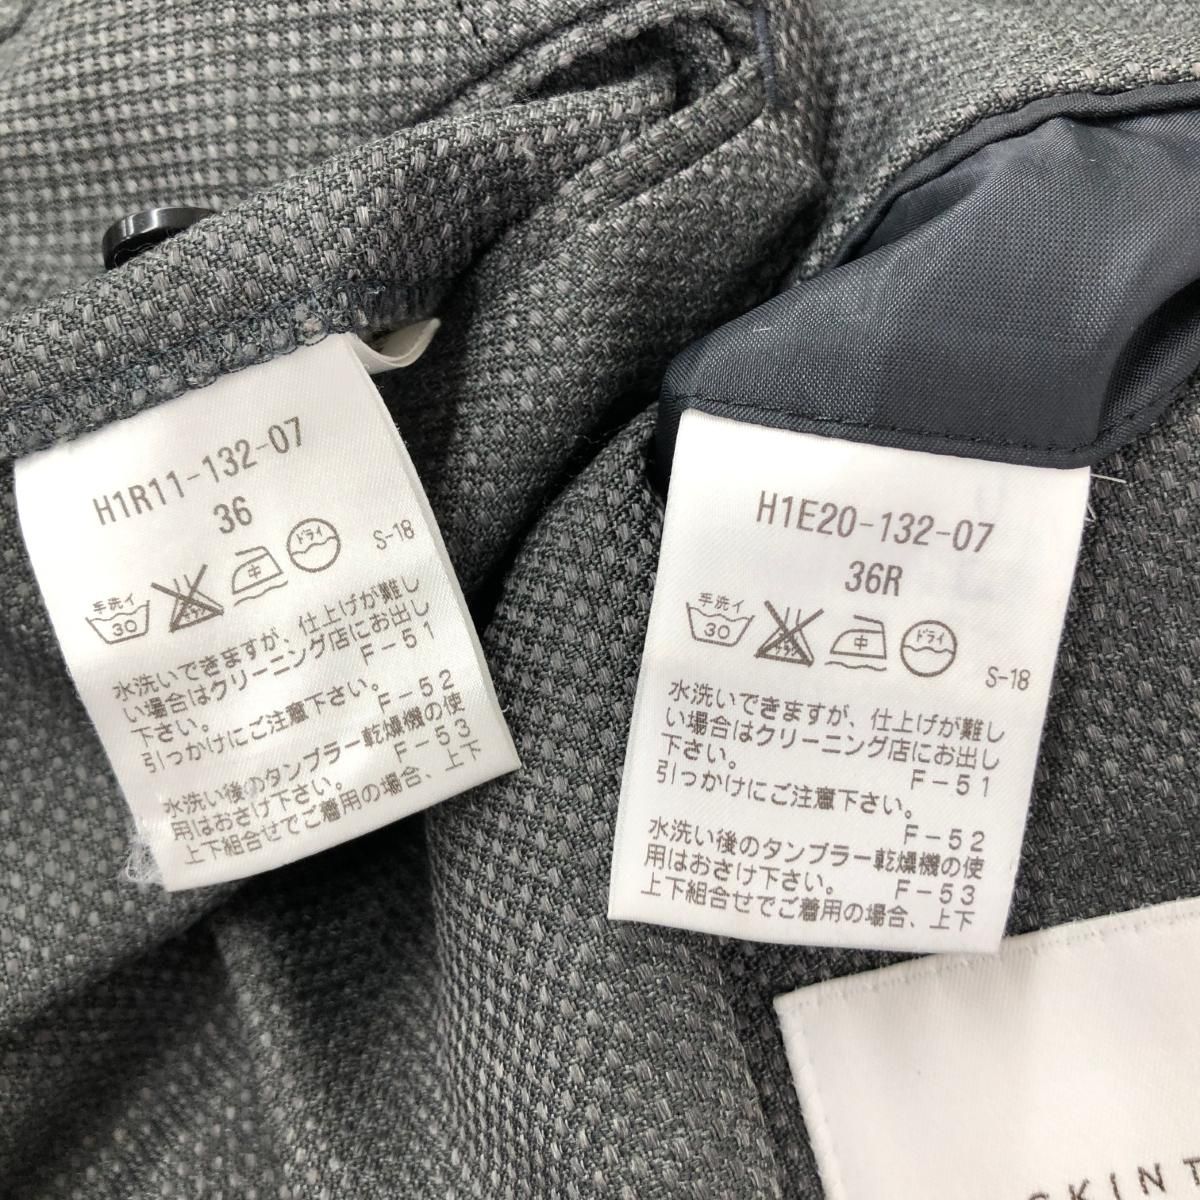 H1R11-132-07
36
手洗イ
30
中
ドライ
S-18
水洗いできますが、仕上げが難し
い場合はクリーニング店にお出し
下さい。 F-51
引っかけにご注意下さい。
F-52
水洗い後のタンブラー乾燥機の使
用はおさけ下さい。 F-53
上下組合せでご着用の場合、上下
H1E20-132-07
36R
手洗イ
30
中
ドライ
S-18
水洗いできますが、仕上げが難し
い場合はクリーニング店にお出し
下さい。 F-51
引っかけにご注意下さい。
F-52
水洗い後のタンブラー乾燥機の使
用はおさけ下さい。 F-53
上下組合せでご着用の場合、上下